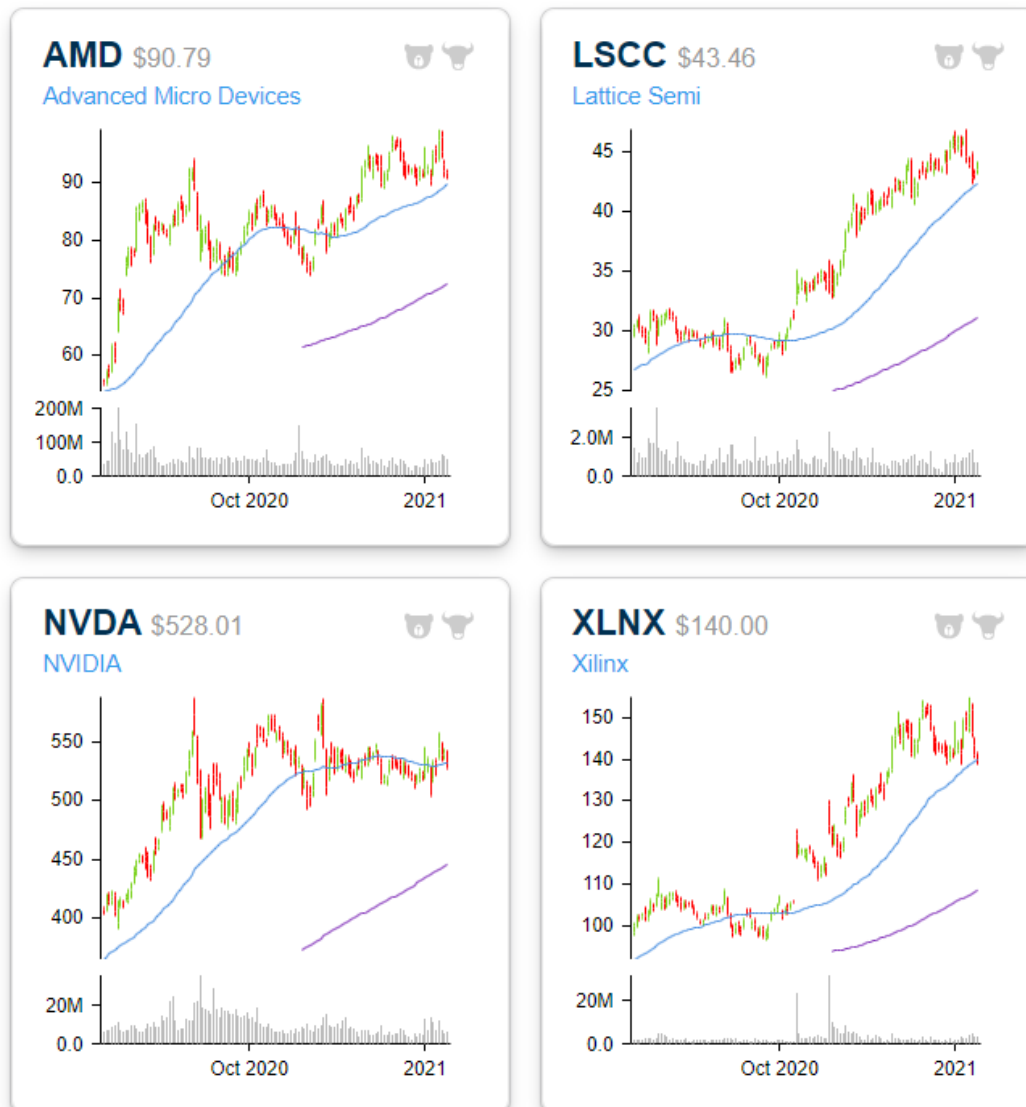 AMD $90.79
Advanced Micro Devices
90
80
70
60
200M
100M
0.0
Oct 2020 2021
LSCC $43.46
Lattice Semi
45
40
35
30
25
2.0M
0.0
Oct 2020 2021
NVDA $528.01
NVIDIA
550
500
450
400
20M
0.0
Oct 2020 2021
XLNX $140.00
Xilinx
150
140
130
120
110
100
20M
0.0
Oct 2020 2021